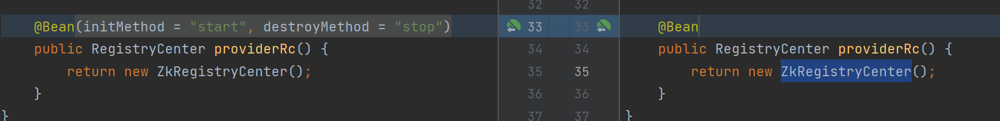 32 32
@Bean(initMethod = "start", destroyMethod = "stop") 33 33 @Bean
public RegistryCenter providerRc() { 34 34 public RegistryCenter providerRc() {
return new ZkRegistryCenter(); 35 35 return new ZkRegistryCenter();
} 36 36 }
} 37 37 }